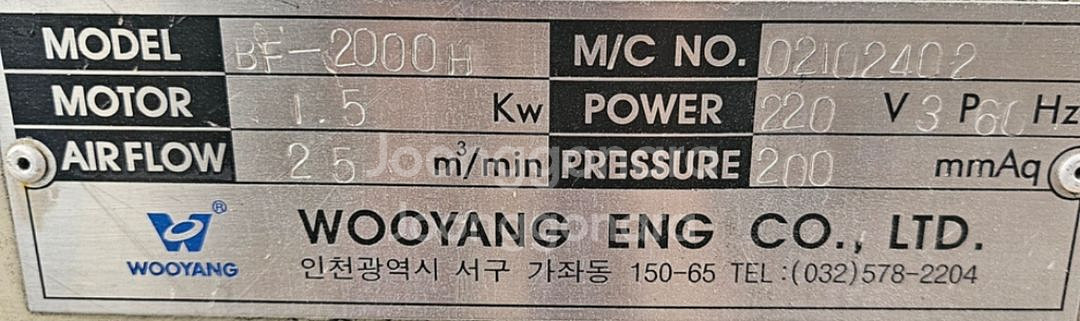 MODEL BF-2000H M/C NO. 02102402
MOTOR 1.5 Kw POWER 220 V 3 P 60 Hz
AIR FLOW 25 m³/min PRESSURE 200 mmAq
Joonggonara
Joonggonara
WOOYANG ENG CO., LTD.
® WOOYANG
인천광역시 서구 가좌동 150-65 TEL:(032)578-2204